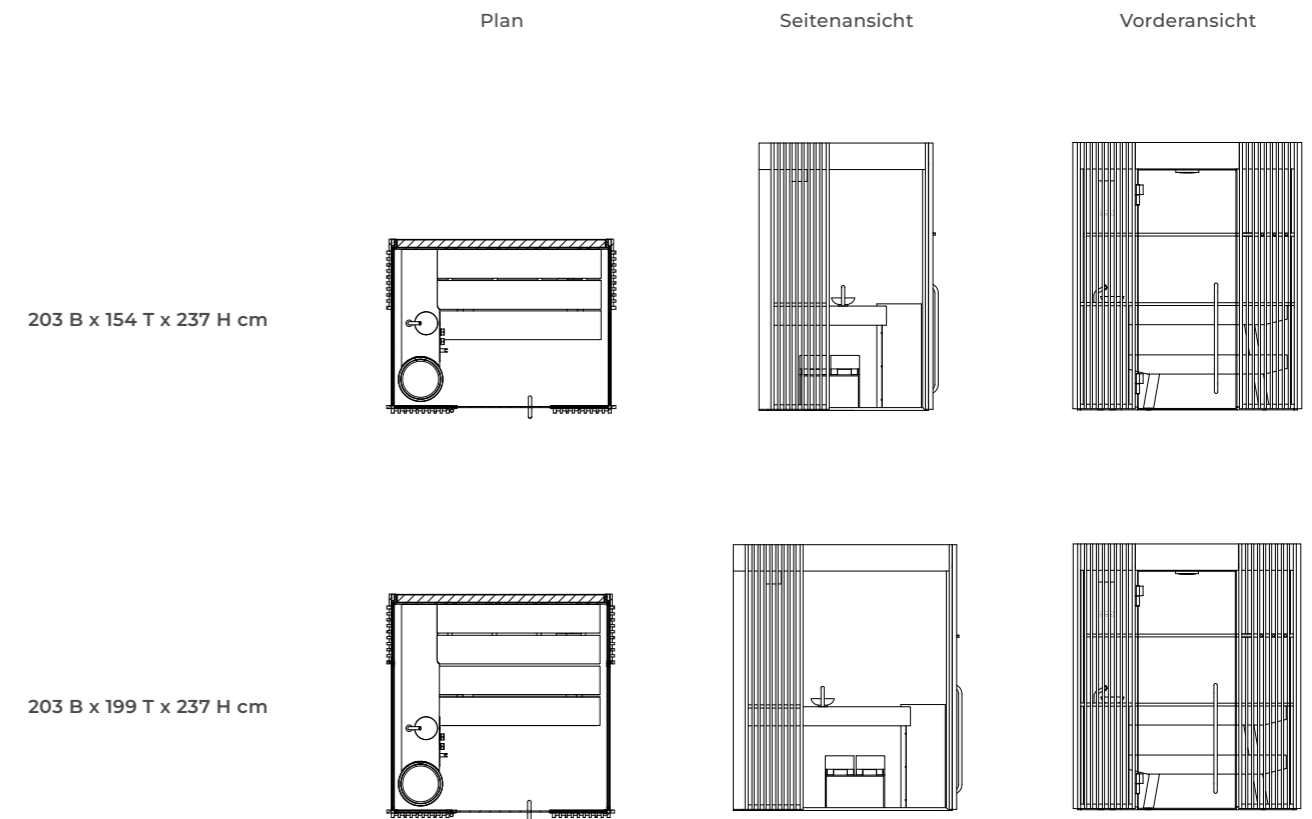 Plan
Seitenansicht
Vorderansicht
203 B x 154 T x 237 H cm
203 B x 199 T x 237 H cm